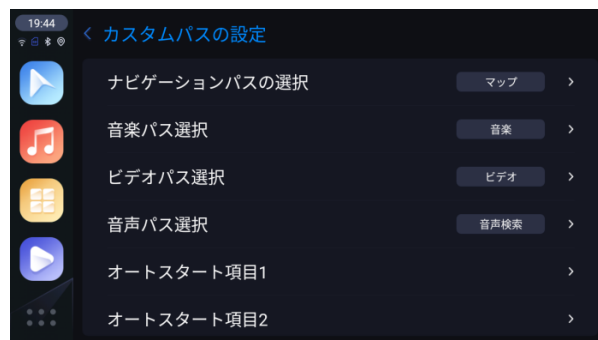 19:44
カスタムパスの設定
ナビゲーションパスの選択
マップ
音楽パス選択
音楽
ビデオパス選択
ビデオ
音声パス選択
音声検索
オートスタート項目1
オートスタート項目2